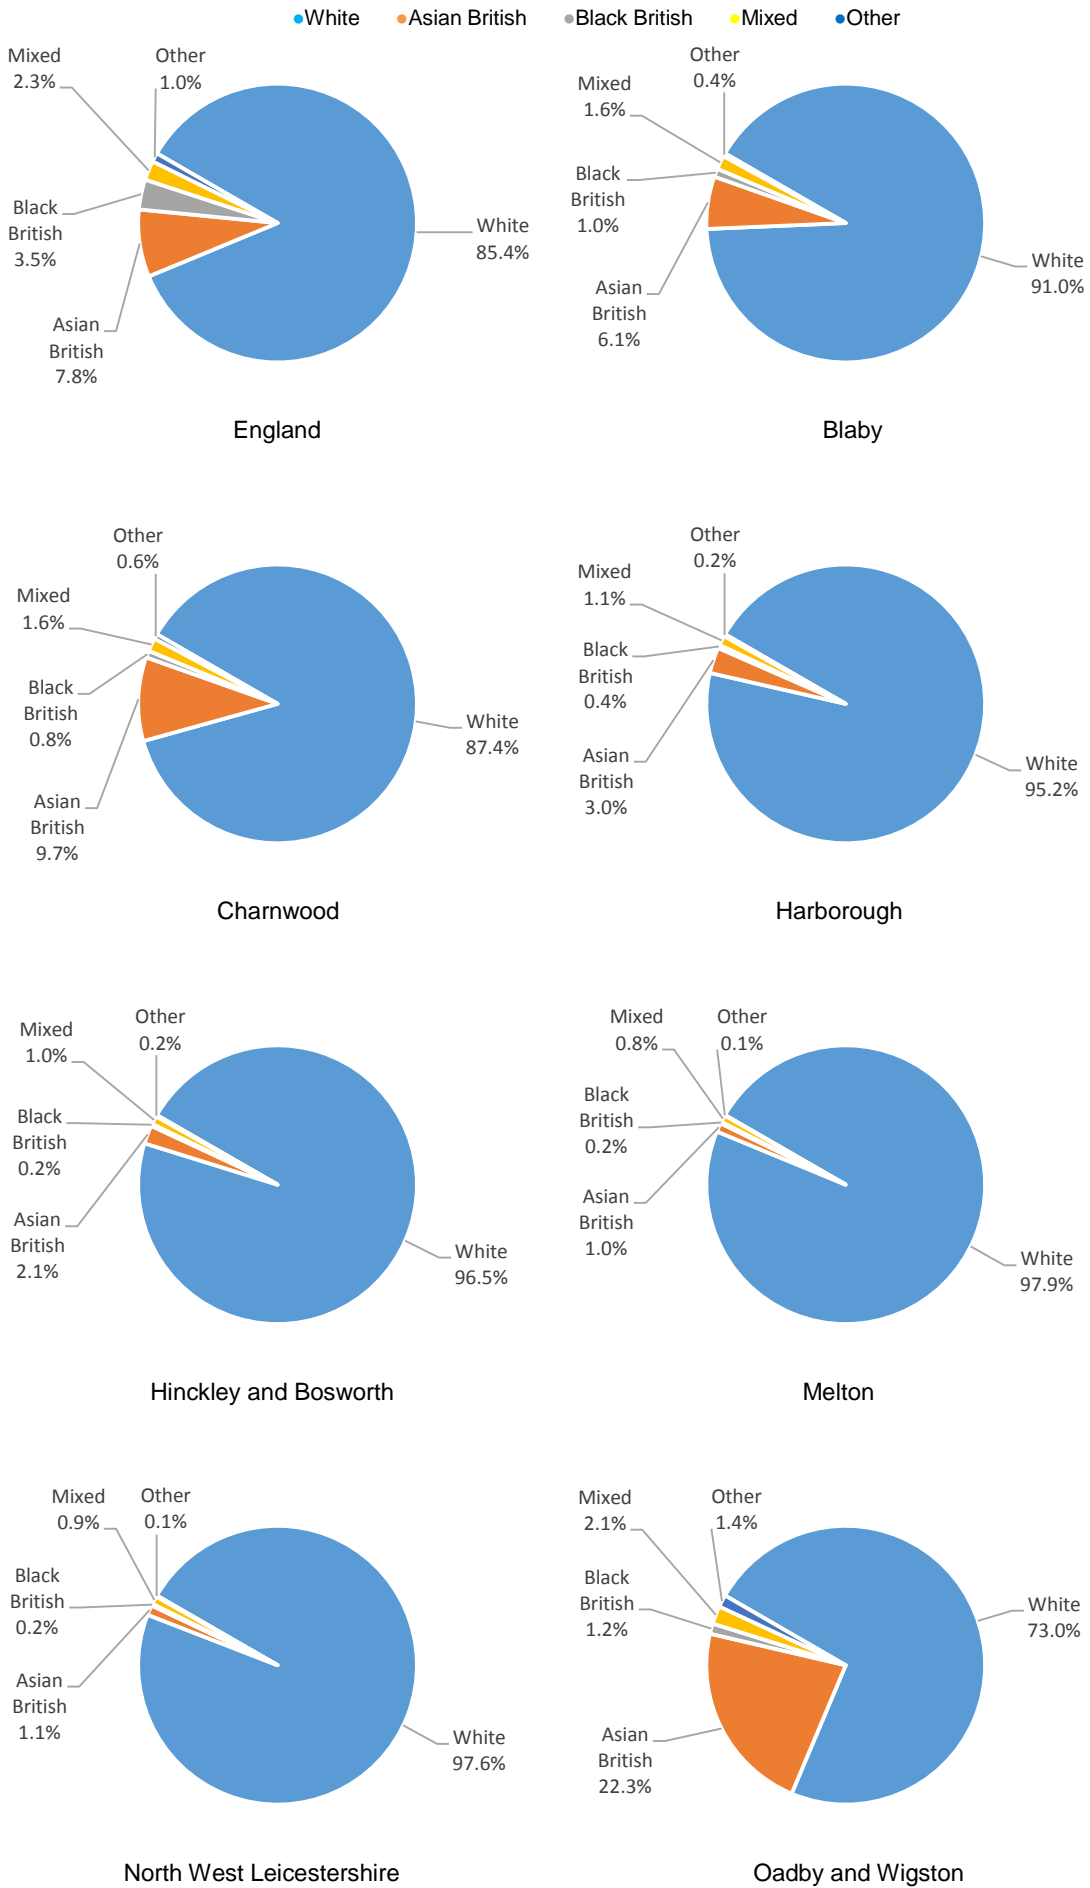 White Asian British Black British Mixed Other
Mixed
2.3%
Other
1.0%
Black
British
3.5%
Asian
British
7.8%
White
85.4%
England
Other
0.4%
Mixed
1.6%
Black
British
1.0%
Asian
British
6.1%
White
91.0%
Blaby
Other
0.6%
Mixed
1.6%
Black
British
0.8%
Asian
British
9.7%
White
87.4%
Charnwood
Other
0.2%
Mixed
1.1%
Black
British
0.4%
Asian
British
3.0%
White
95.2%
Harborough
Mixed
1.0%
Other
0.2%
Black
British
0.2%
Asian
British
2.1%
White
96.5%
Hinckley and Bosworth
Mixed
0.8%
Other
0.1%
Black
British
0.2%
Asian
British
1.0%
White
97.9%
Melton
Mixed
0.9%
Other
0.1%
Black
British
0.2%
Asian
British
1.1%
White
97.6%
North West Leicestershire
Mixed
2.1%
Other
1.4%
Black
British
1.2%
Asian
British
22.3%
White
73.0%
Oadby and Wigston